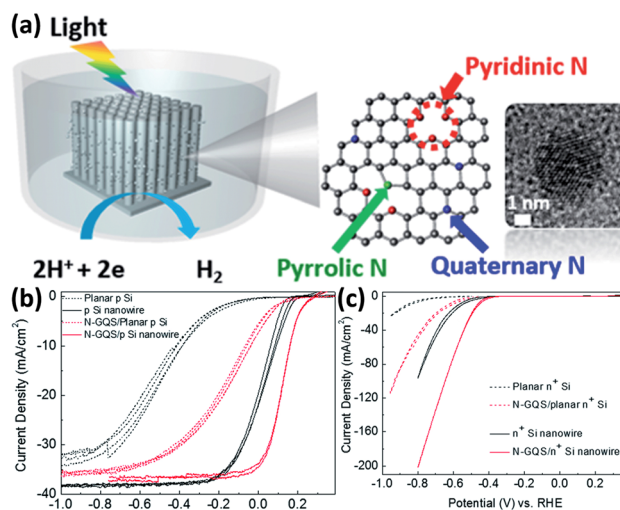 (a)
Light
2H⁺ + 2e
H₂
Pyridinic N
Pyrrolic N
Quaternary N
1 nm
(b)
Current Density (mA/cm²)
0
-10
-20
-30
-40
Planar p Si
p Si nanowire
N-GQS/Planar p Si
N-GQS/p Si nanowire
-1.0
-0.8
-0.6
-0.4
-0.2
0.0
0.2
(c)
Current Density (mA/cm²)
0
-40
-80
-120
-160
-200
Planar n⁺ Si
N-GQS/planar n⁺ Si
n⁺ Si nanowire
N-GQS/n⁺ Si nanowire
-1.0
-0.8
-0.6
-0.4
-0.2
0.0
0.2
Potential (V) vs. RHE